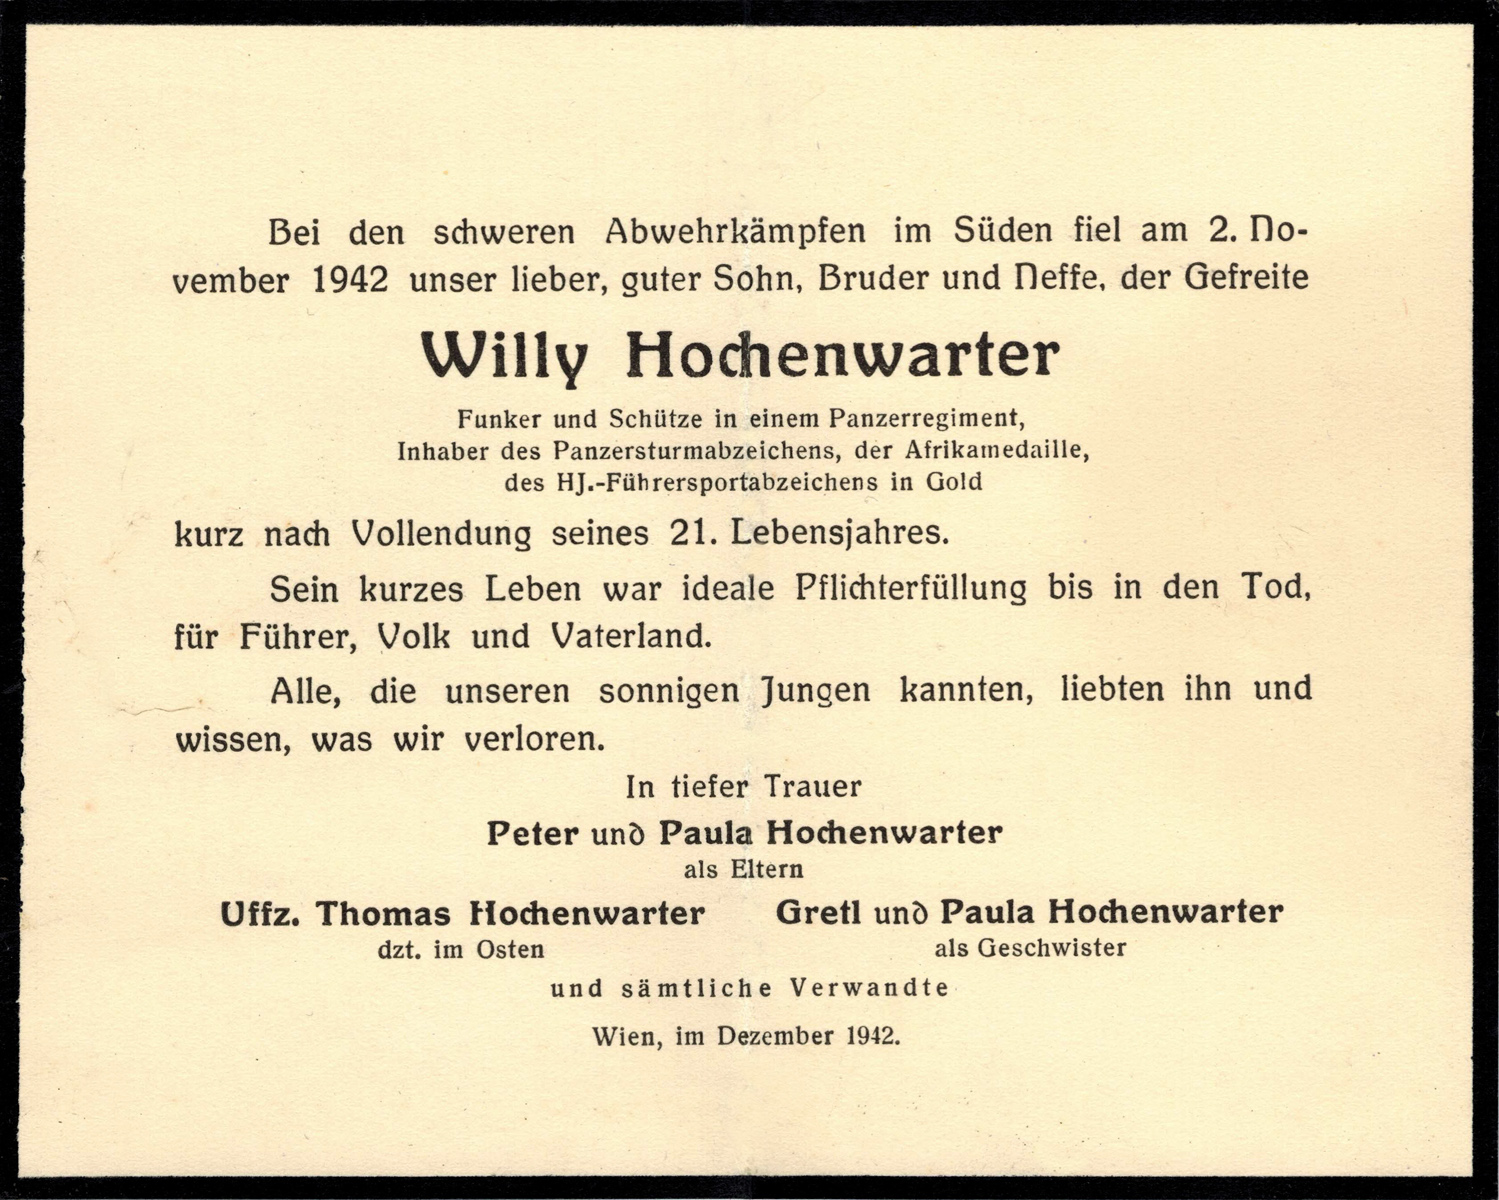 Bei den schweren Abwehrkämpfen im Süden fiel am 2. No-
vember 1942 unser lieber, guter Sohn, Bruder und Neffe, der Gefreite
Willy Hochenwarter
Funker und Schütze in einem Panzerregiment,
Inhaber des Panzersturmabzeichens, der Afrikamedaille,
des HJ.-Führersportabzeichens in Gold
kurz nach Vollendung seines 21. Lebensjahres.
Sein kurzes Leben war ideale Pflichterfüllung bis in den Tod,
für Führer, Volk und Vaterland.
Alle, die unseren sonnigen Jungen kannten, liebten ihn und
wissen, was wir verloren.
In tiefer Trauer
Peter und Paula Hochenwarter
als Eltern
Uffz. Thomas Hochenwarter Gretl und Paula Hochenwarter
dzt. im Osten als Geschwister
und sämtliche Verwandte
Wien, im Dezember 1942.